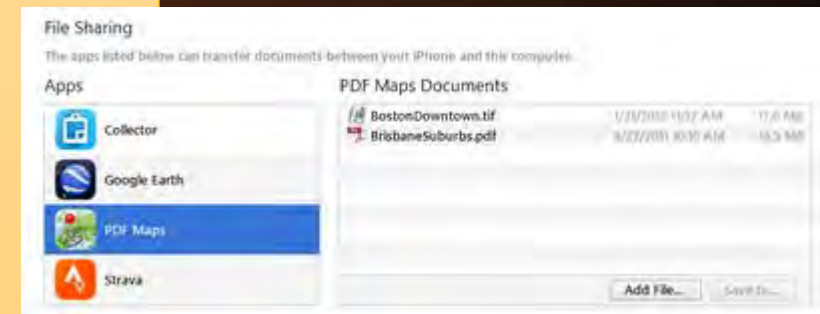 File Sharing
The apps listed below can transfer documents between your iPhone and this computer.
Apps
PDF Maps Documents
Collector
Google Earth
PDF Maps
Strava
BostonDowntown.tif
BrisbaneSuburbs.pdf
Add File...
Save to...